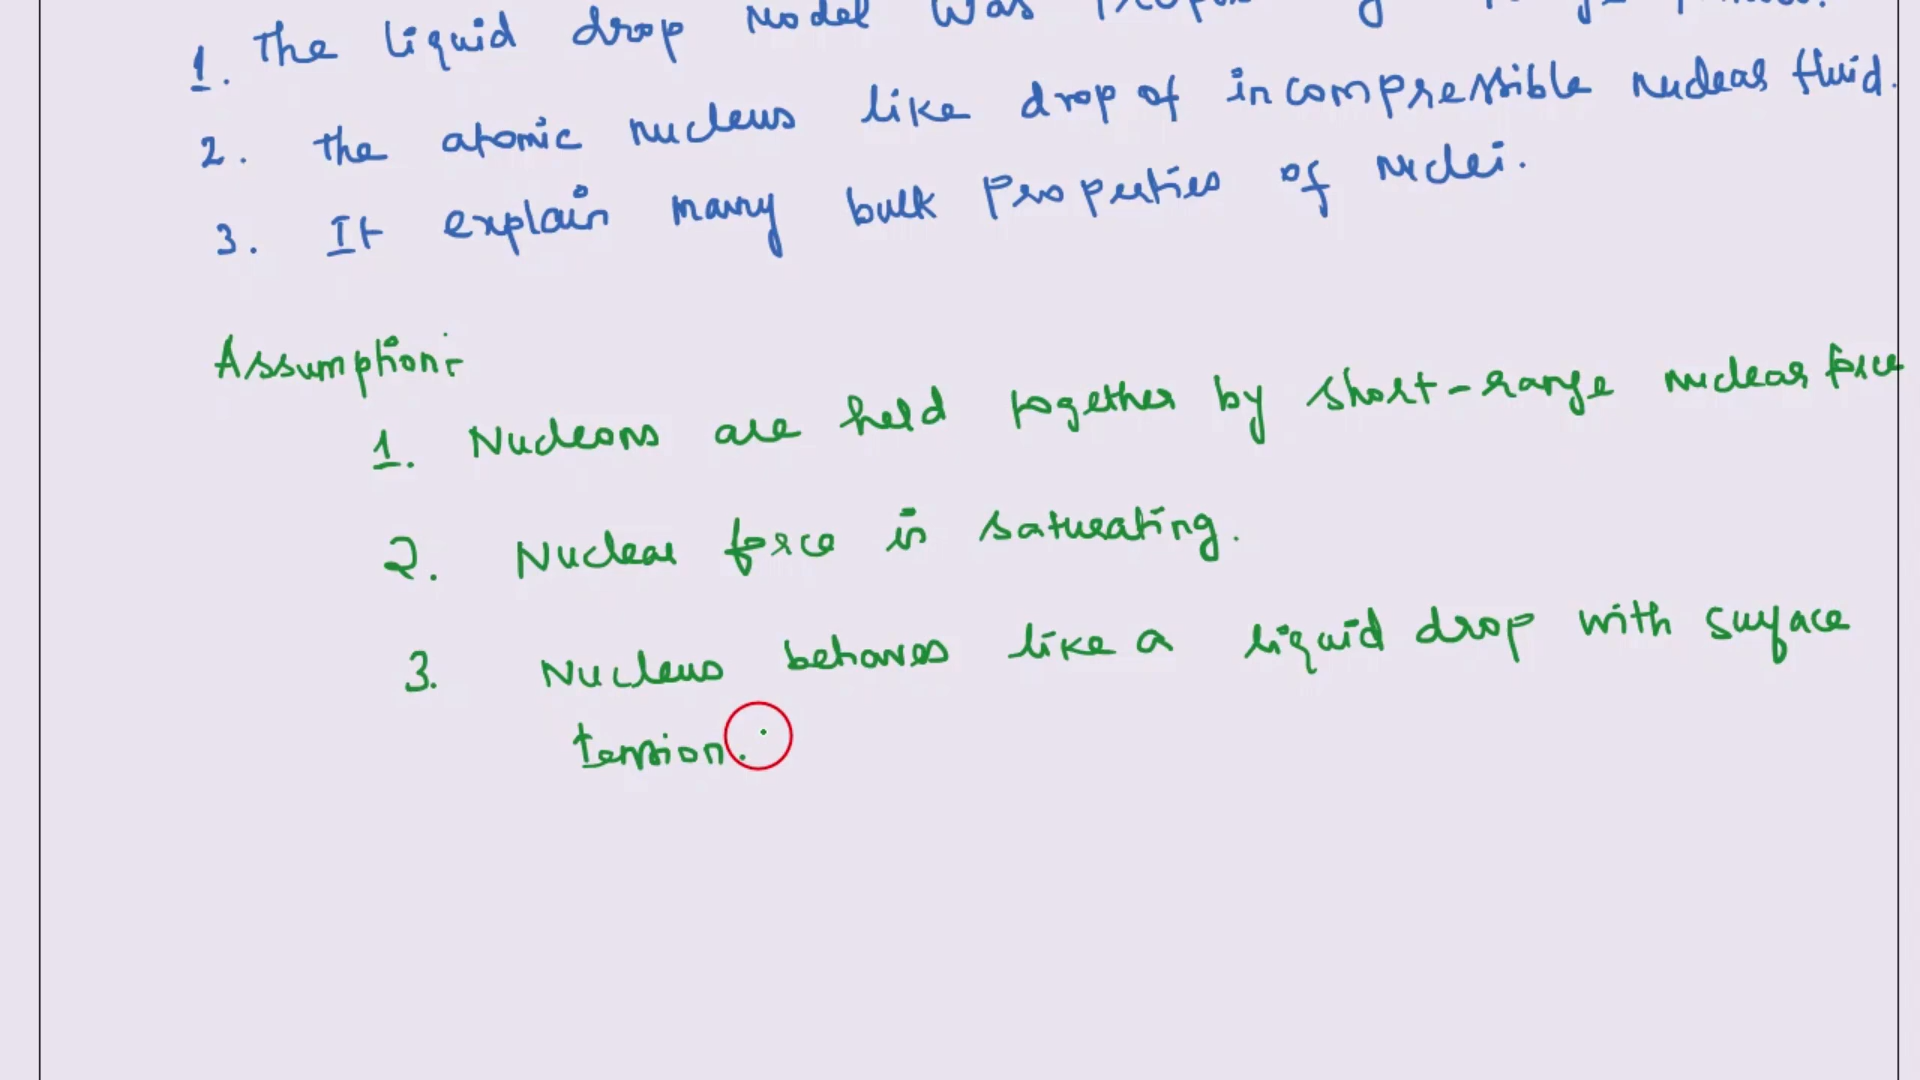 1. The liquid drop Model was
2. The atomic nucleus like drop of incompressible nuclear fluid.
3. It explain many bulk properties of nuclei.
Assumption:-
1. Nucleons are held together by short-range nuclear force
2. Nuclear force is saturating.
3. Nucleus behaves like a liquid drop with surface
tension.